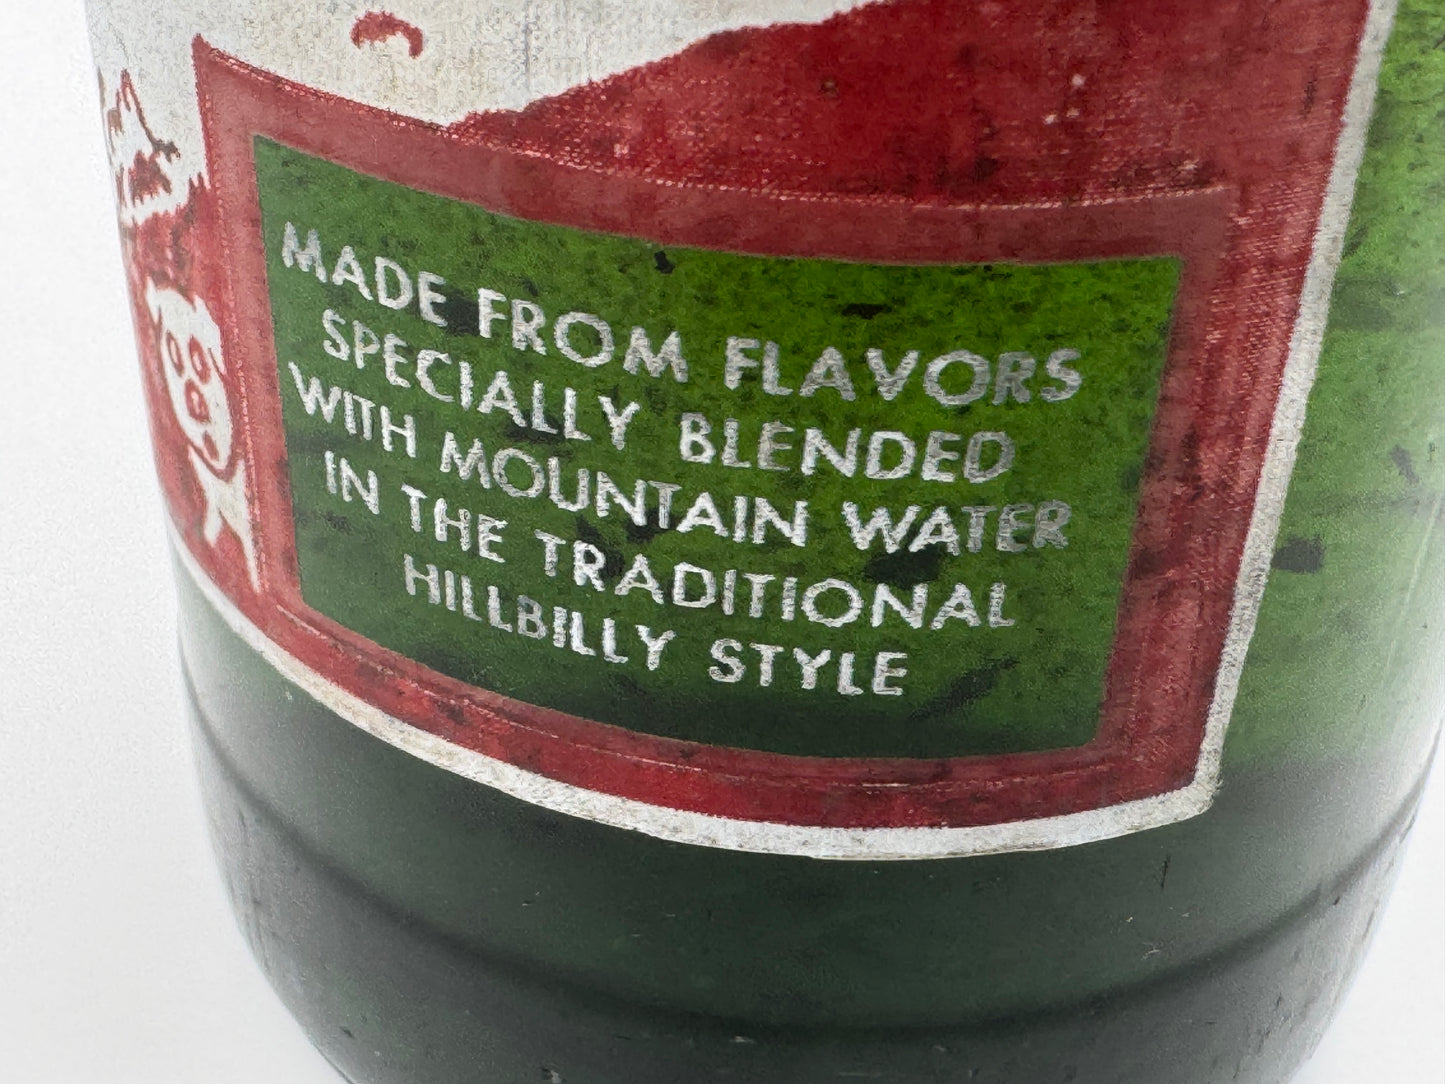 MADE FROM FLAVORS
SPECIALLY BLENDED
WITH MOUNTAIN WATER
IN THE TRADITIONAL
HILLBILLY STYLE